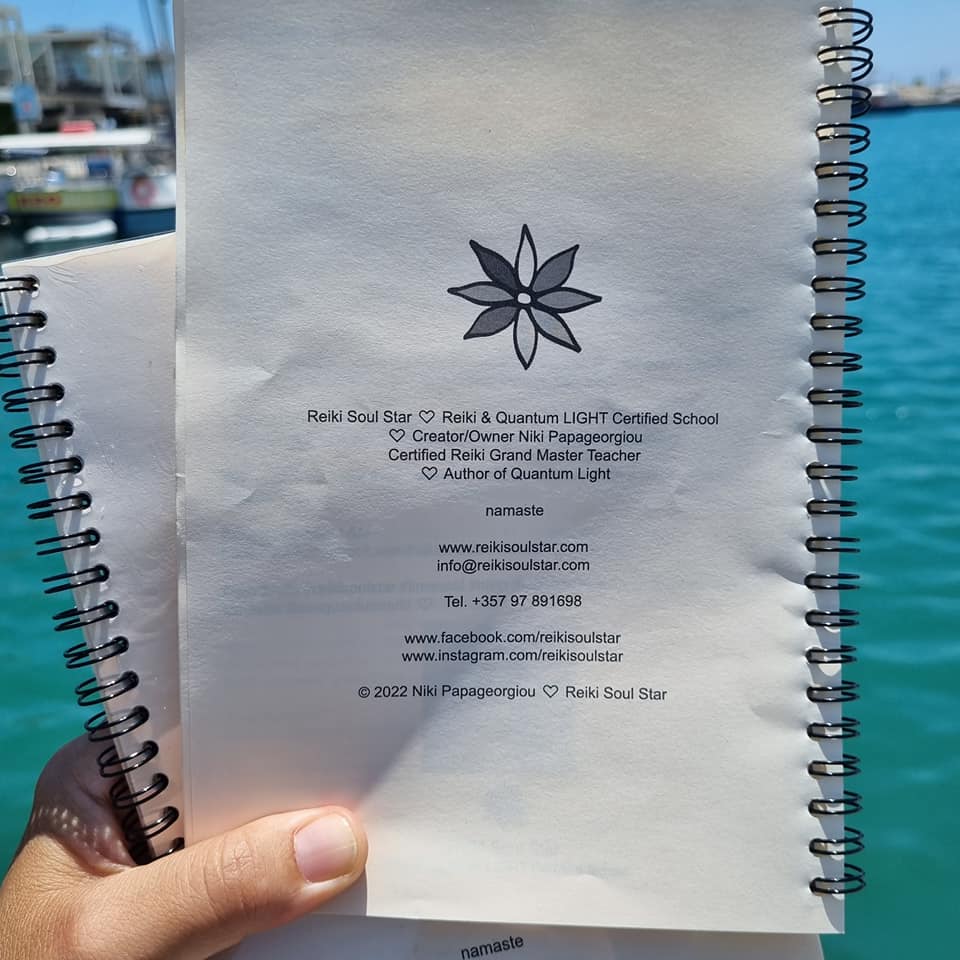 Reiki Soul Star ♡ Reiki & Quantum LIGHT Certified School
♡ Creator/Owner Niki Papageorgiou
Certified Reiki Grand Master Teacher
♡ Author of Quantum Light
namaste
www.reikisoulstar.com
info@reikisoulstar.com
Tel. +357 97 891698
www.facebook.com/reikisoulstar
www.instagram.com/reikisoulstar
© 2022 Niki Papageorgiou ♡ Reiki Soul Star
namaste